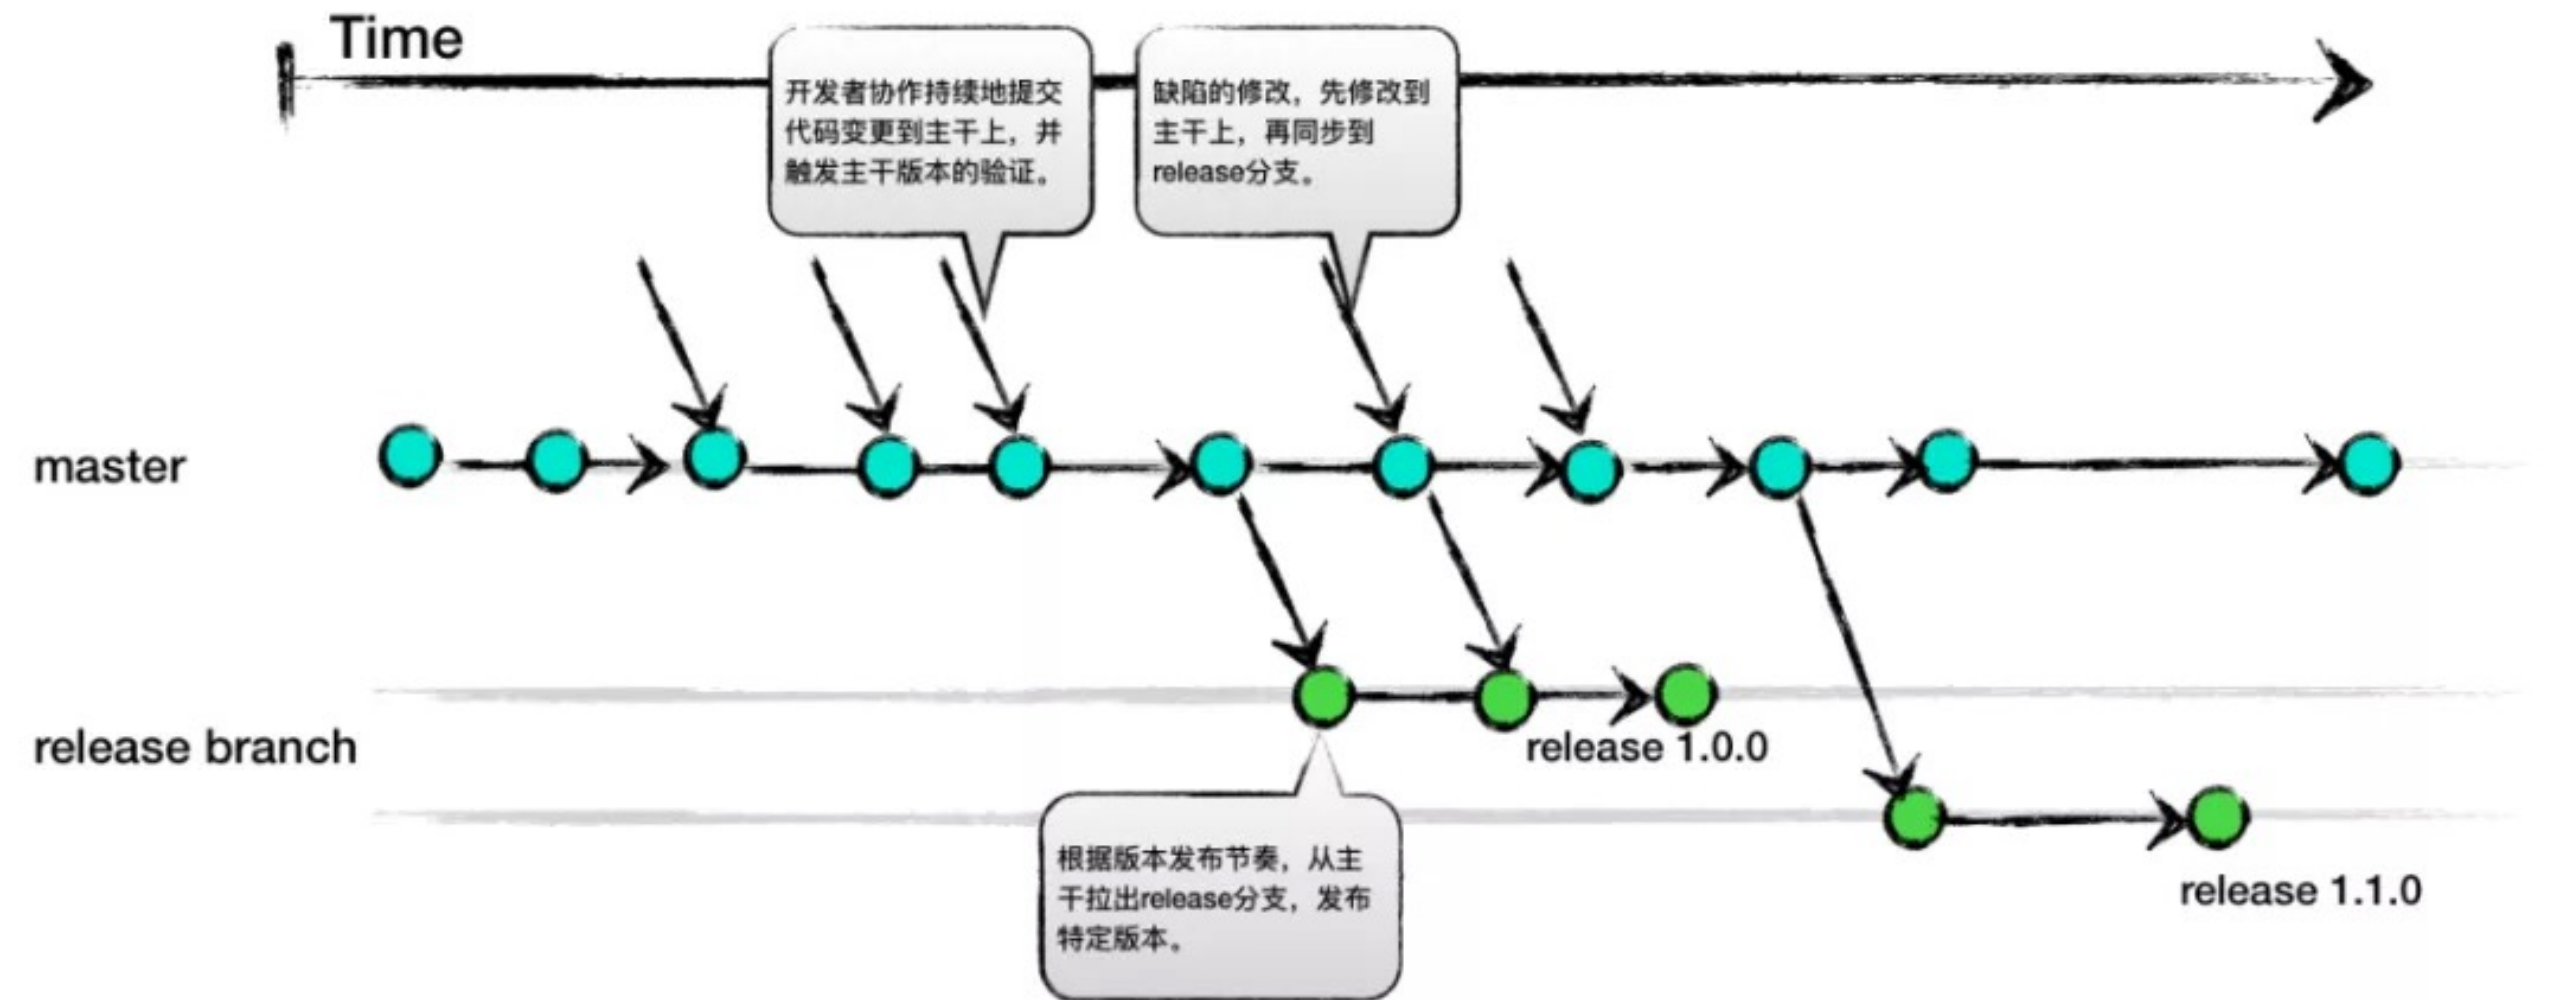 Time
开发者协作持续地提交
代码变更到主干上，并
触发主干版本的验证。
缺陷的修改，先修改到
主干上，再同步到
release分支。
master
release branch
release 1.0.0
根据版本发布节奏，从主
干拉出release分支，发布
特定版本。
release 1.1.0